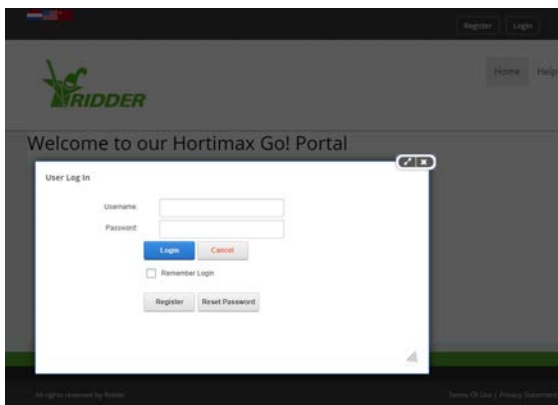 Register Login
RIDDER
Home Help
Welcome to our Hortimax Go! Portal
User Log In
Username:
Password:
Login Cancel
Remember Login
Register Reset Password
All rights reserved by Ridder
Terms Of Use | Privacy Statement